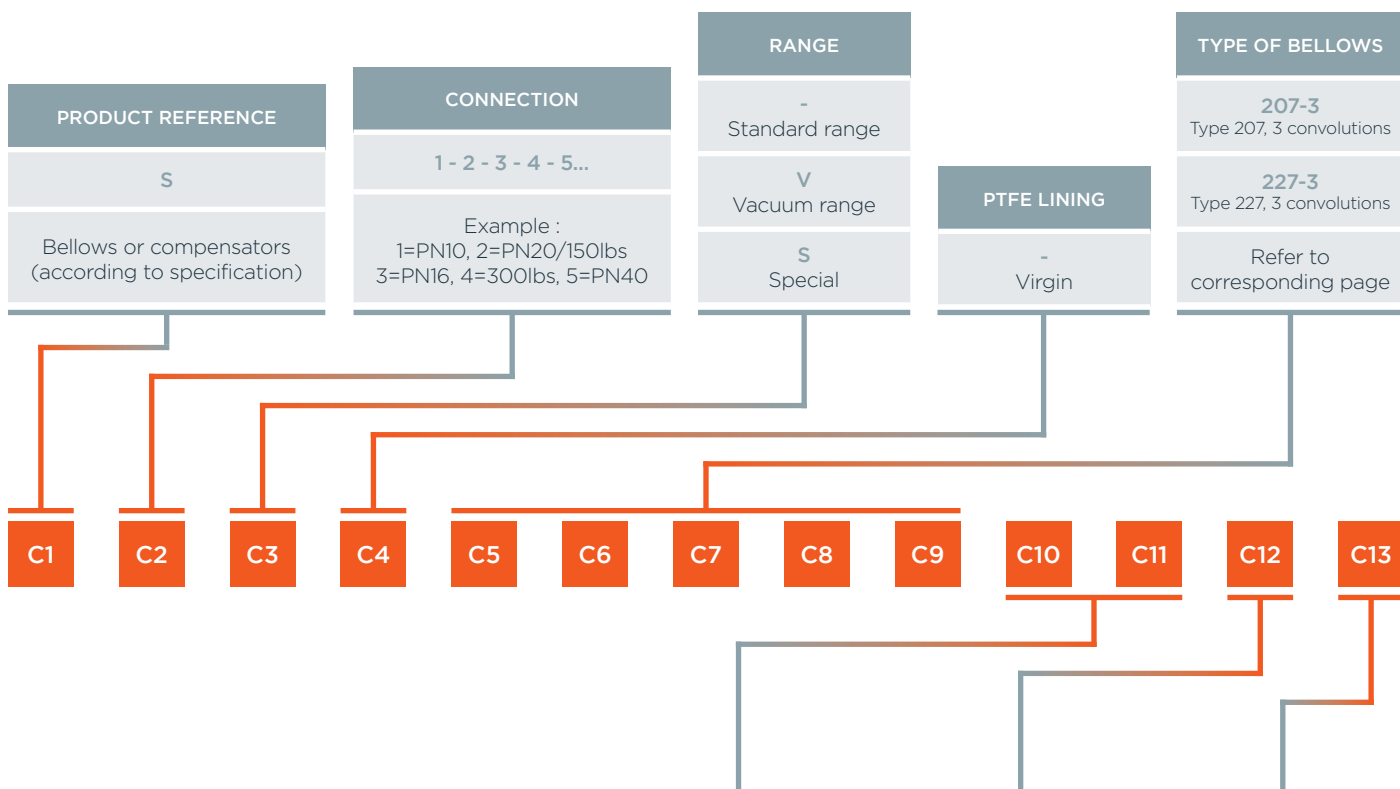 PRODUCT REFERENCE
S
Bellows or compensators
(according to specification)
CONNECTION
1 - 2 - 3 - 4 - 5...
Example :
1=PN10, 2=PN20/150lbs
3=PN16, 4=300lbs, 5=PN40
RANGE
-
Standard range
V
Vacuum range
S
Special
PTFE LINING
-
Virgin
TYPE OF BELLOWS
207-3
Type 207, 3 convolutions
227-3
Type 227, 3 convolutions
Refer to
corresponding page
C1 C2 C3 C4 C5 C6 C7 C8 C9 C10 C11 C12 C13